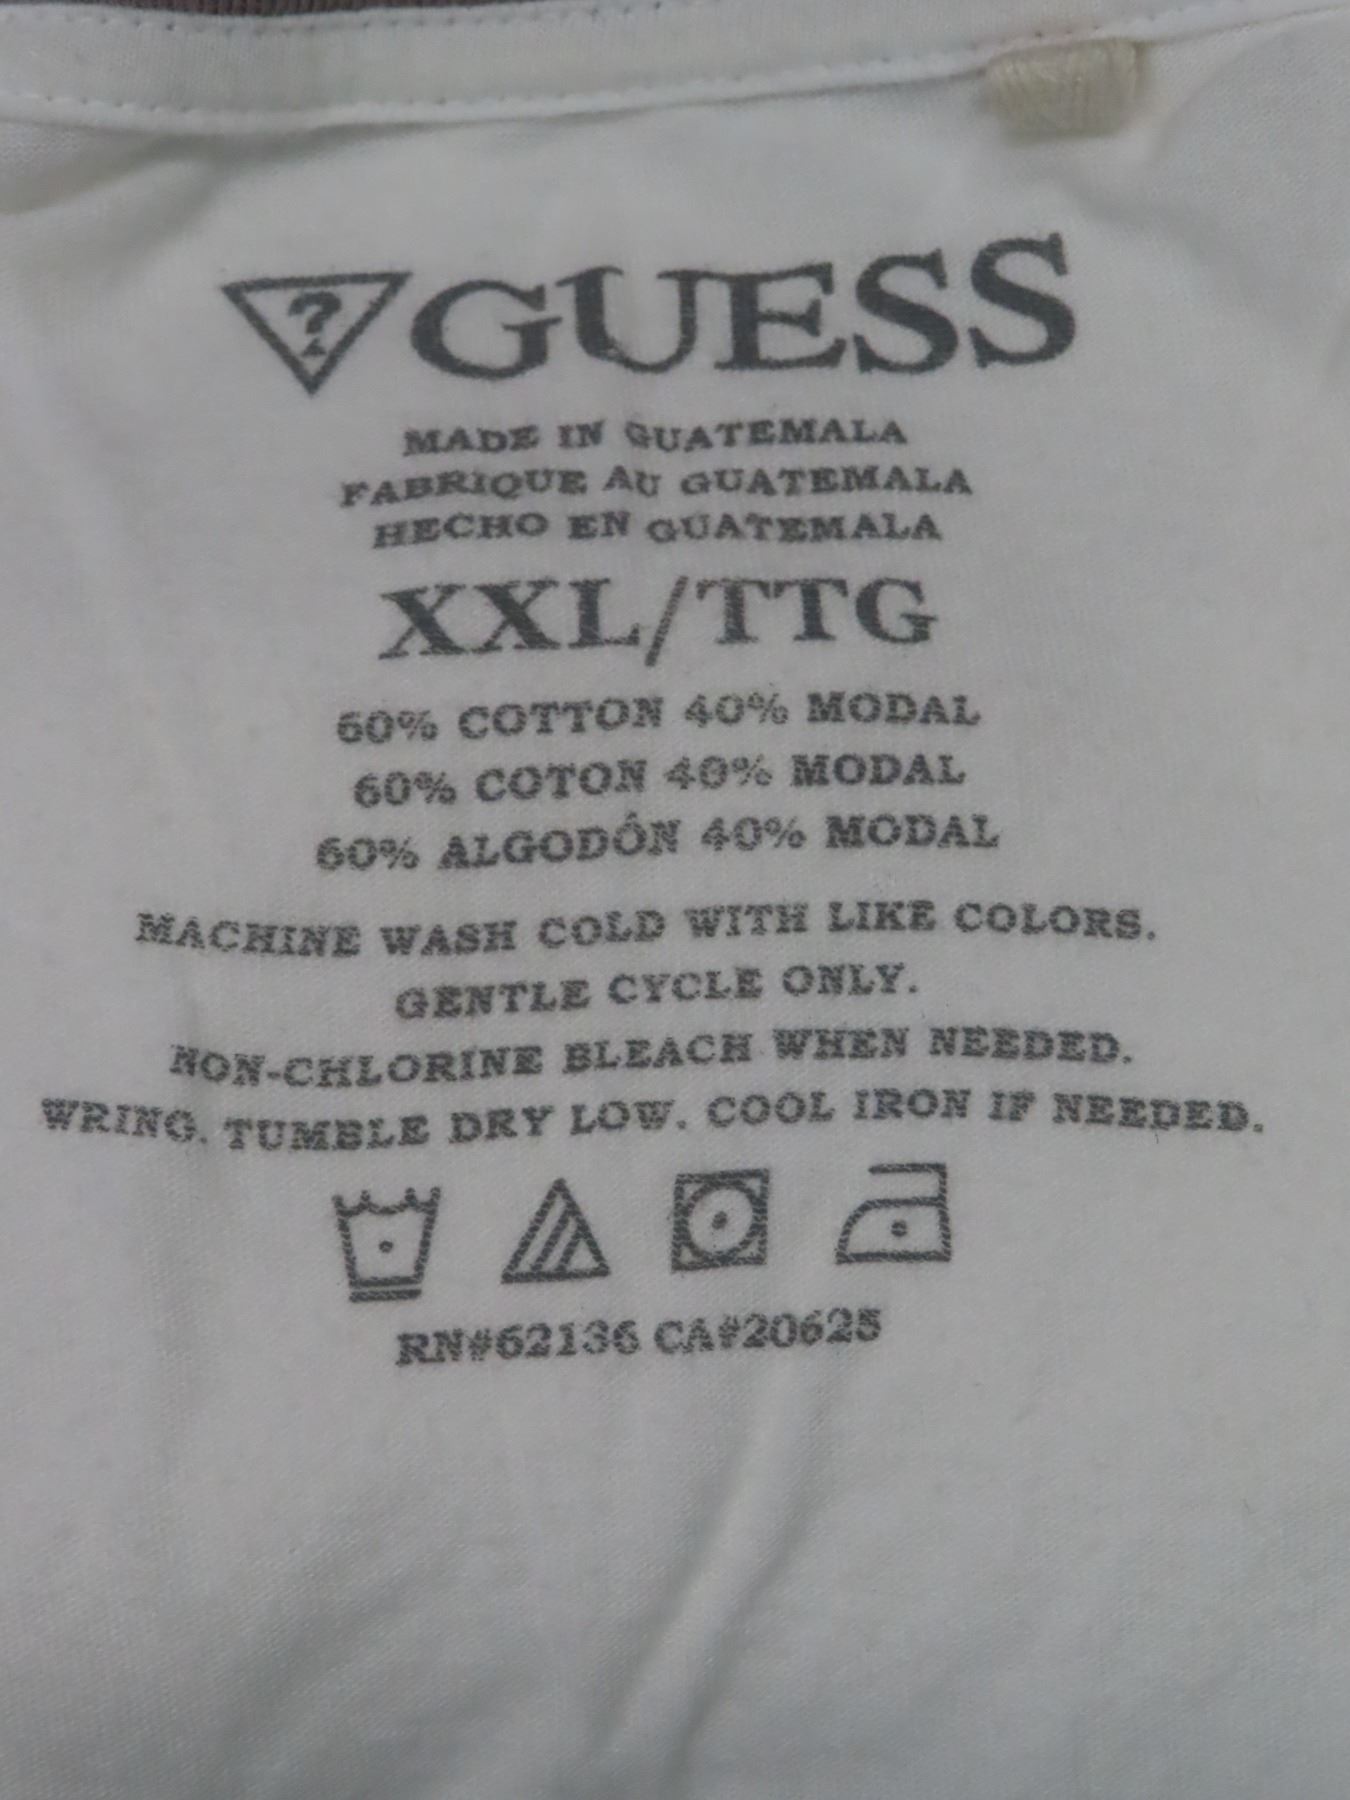 GUESS
MADE IN GUATEMALA
FABRIQUE AU GUATEMALA
HECHO EN GUATEMALA
XXL/TTG
60% COTTON 40% MODAL
60% COTON 40% MODAL
60% ALGODÓN 40% MODAL
MACHINE WASH COLD WITH LIKE COLORS.
GENTLE CYCLE ONLY.
NON-CHLORINE BLEACH WHEN NEEDED.
WRING. TUMBLE DRY LOW. COOL IRON IF NEEDED.
RN#62136 CA#20625